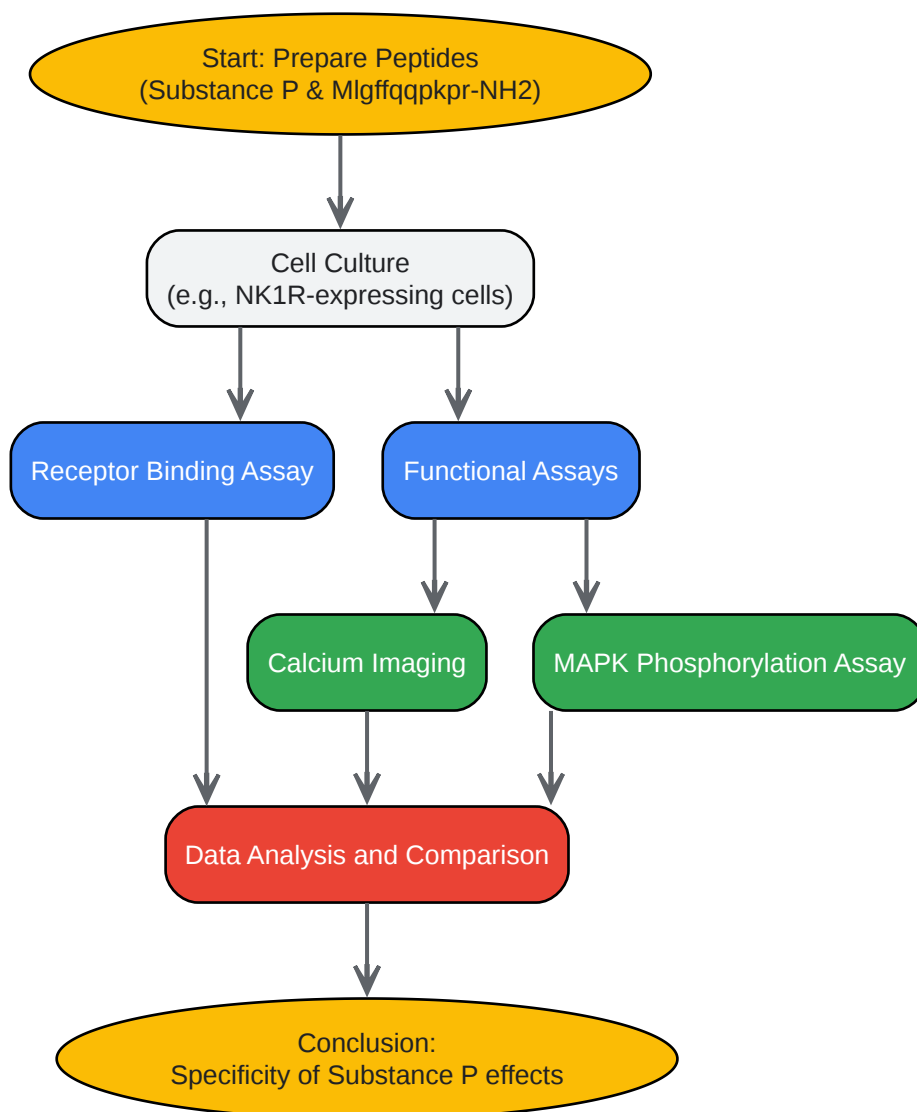 Start: Prepare Peptides
(Substance P & Mlgffqqpkpr-NH2)
Cell Culture
(e.g., NK1R-expressing cells)
Receptor Binding Assay
Functional Assays
Calcium Imaging
MAPK Phosphorylation Assay
Data Analysis and Comparison
Conclusion:
Specificity of Substance P effects